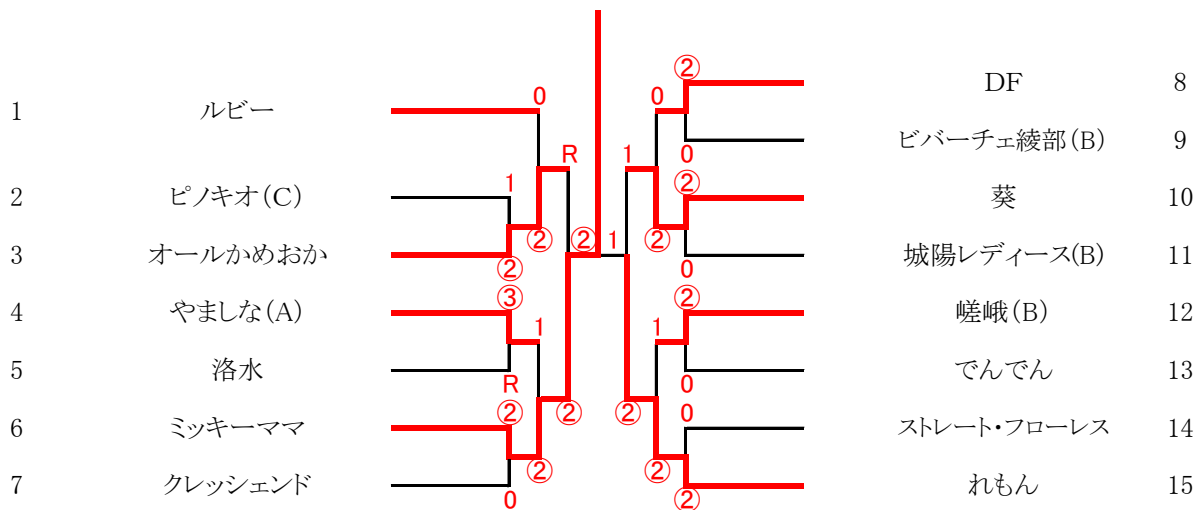 ② DF 8
1 ルビー 0 0
ビバーチェ綾部(B) 9
R 1 0
2 ピノキオ(C) 1 ② 葵 10
② ② 1 ②
3 オールかめおか 城陽レディース(B) 11
② 0
4 やましな(A) ③ ② 嵯峨(B) 12
1 1
5 洛水 でんでん 13
R 0
6 ミッキーママ ② ② ② 0 ストレート・フローレス 14
② ②
7 クレッシェンド れもん 15
0 ②